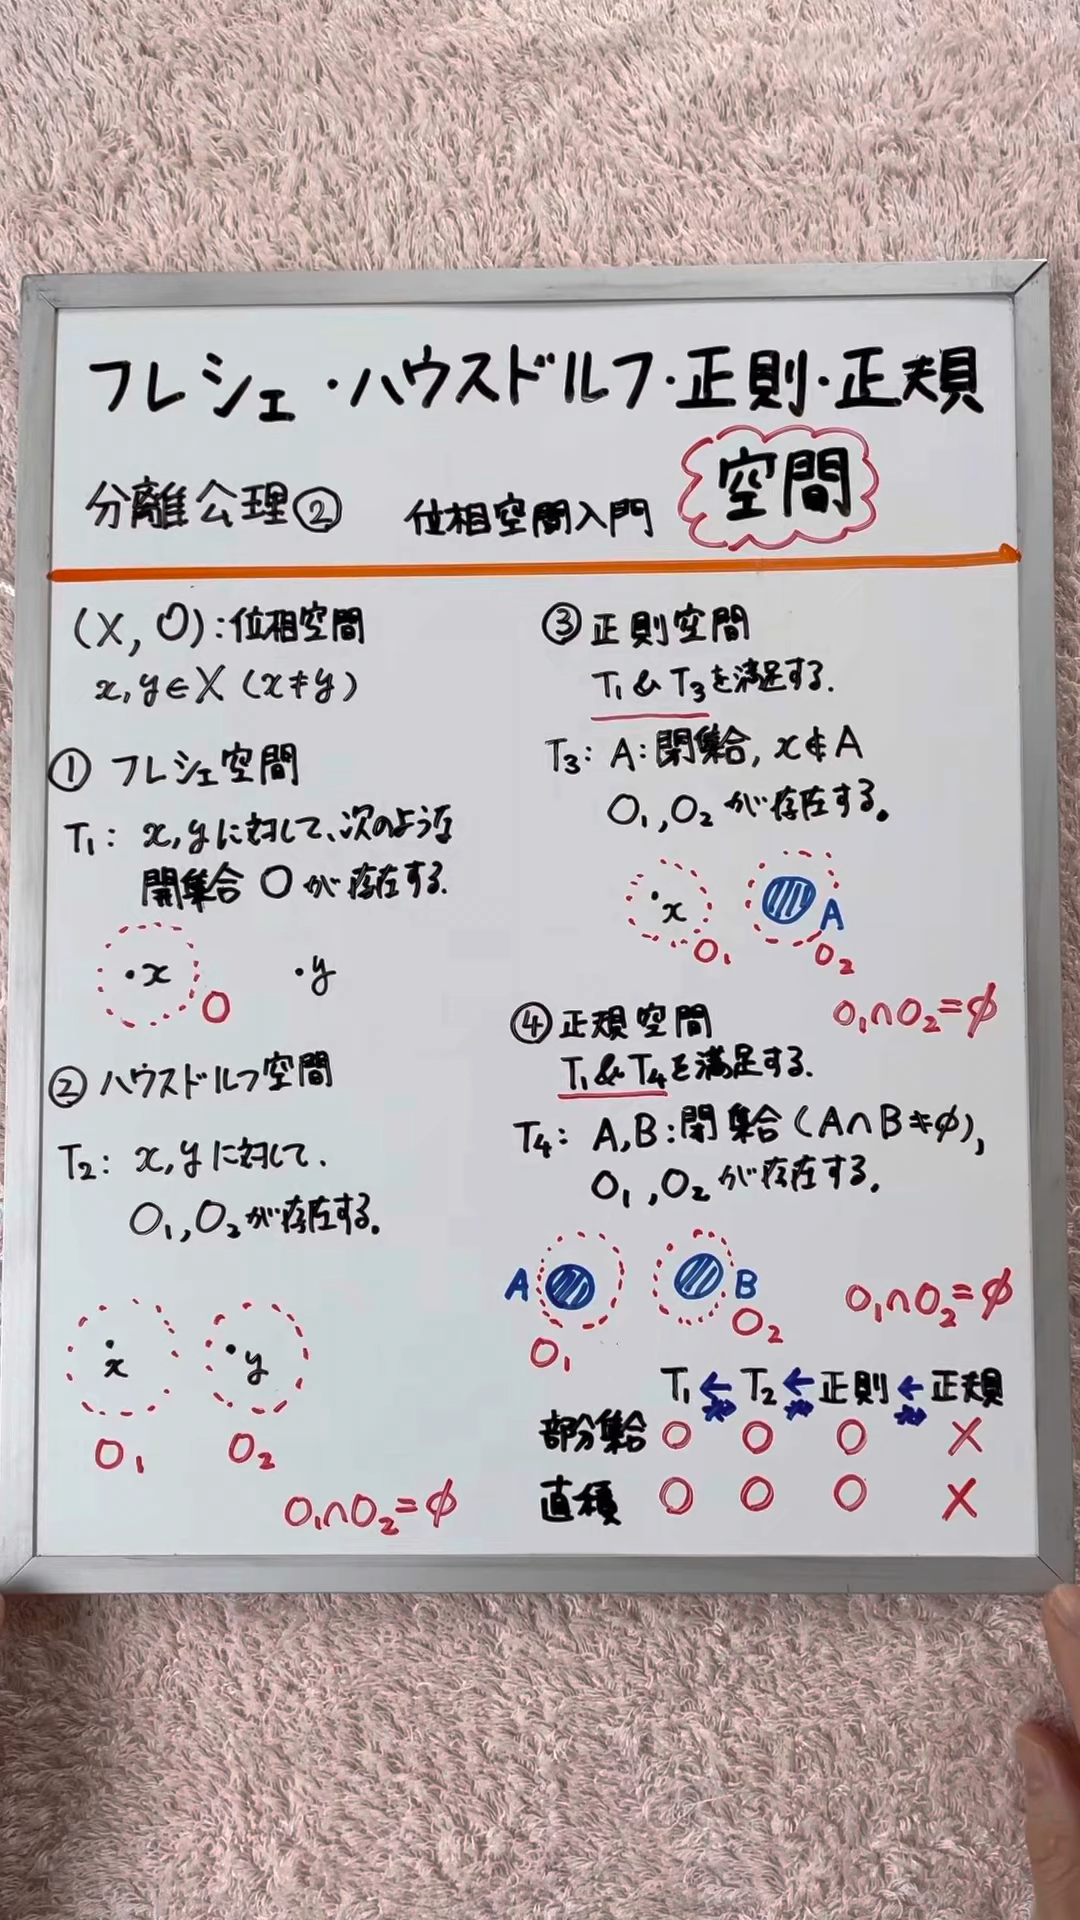 フレシェ・ハウスドルフ・正則・正規
空間
分離公理② 位相空間入門
(X, O):位相空間
x,y∈X (x≠y)
① フレシェ空間
T₁: x,yに対して、次のような
開集合 O が存在する.
・x
O
・y
② ハウスドルフ空間
T₂: x,yに対して.
O₁,O₂が存在する.
x
・y
O₁
O₂
O₁∩O₂=∅
③ 正則空間
T₁ & T₃を満足する.
T₃: A:閉集合, x∉A
O₁,O₂ が存在する.
・x
A
O₁
O₂
O₁∩O₂=∅
④ 正規空間
T₁&T₄を満足する.
T₄: A,B:閉集合 (A∩B≠∅),
O₁,O₂が存在する.
A
B
O₁
O₂
O₁∩O₂=∅
T₁ ← T₂ ← 正則 ← 正規
部分集合 ○ ○ ○ ×
直積 ○ ○ ○ ×